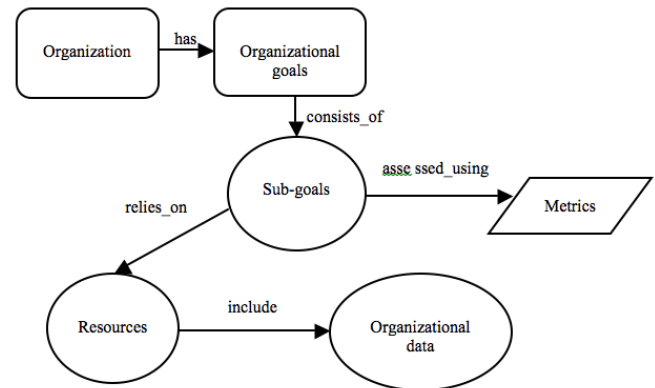 Organization
has
Organizational
goals
consists_of
Sub-goals
asse ssed_using
Metrics
relies_on
Resources
include
Organizational
data